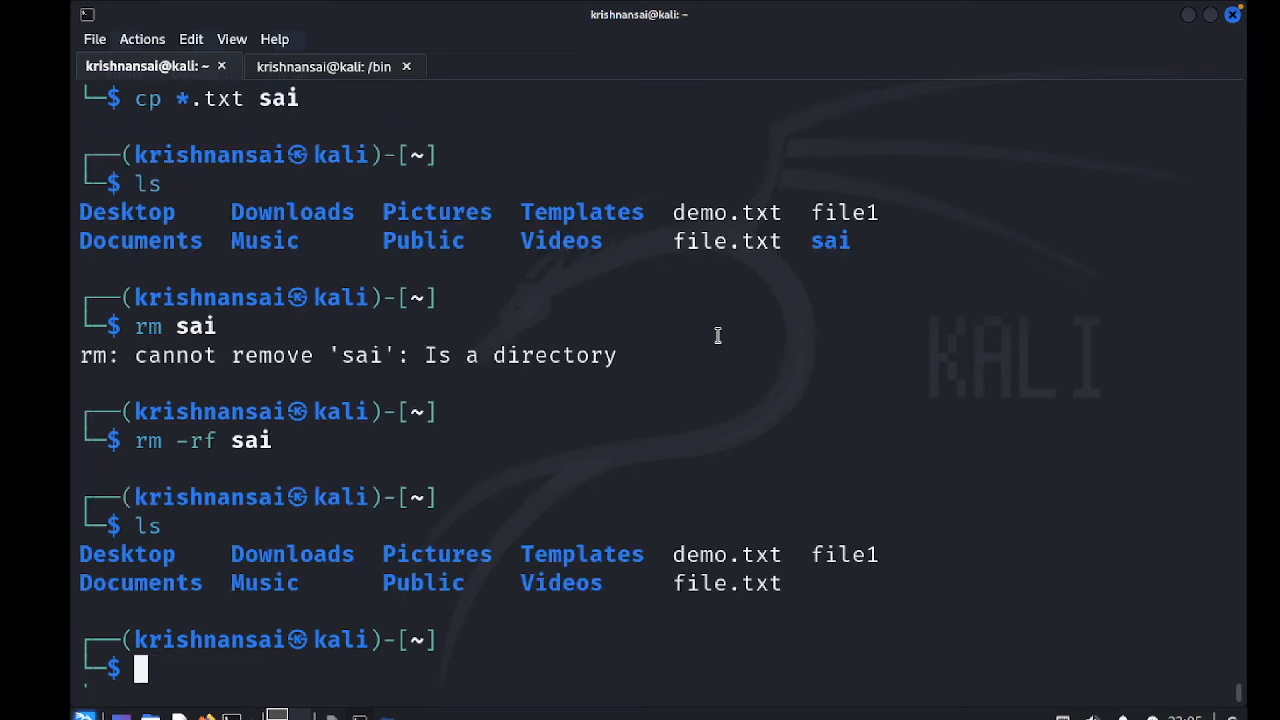 krishnansai@kali: ~
File Actions Edit View Help
krishnansai@kali: ~ × krishnansai@kali: /bin ×
└─$ cp *.txt sai
┌──(krishnansai㉿kali)-[~]
└─$ ls
Desktop Downloads Pictures Templates demo.txt file1
Documents Music Public Videos file.txt sai
┌──(krishnansai㉿kali)-[~]
└─$ rm sai
rm: cannot remove 'sai': Is a directory
┌──(krishnansai㉿kali)-[~]
└─$ rm -rf sai
┌──(krishnansai㉿kali)-[~]
└─$ ls
Desktop Downloads Pictures Templates demo.txt file1
Documents Music Public Videos file.txt
┌──(krishnansai㉿kali)-[~]
└─$
KALI